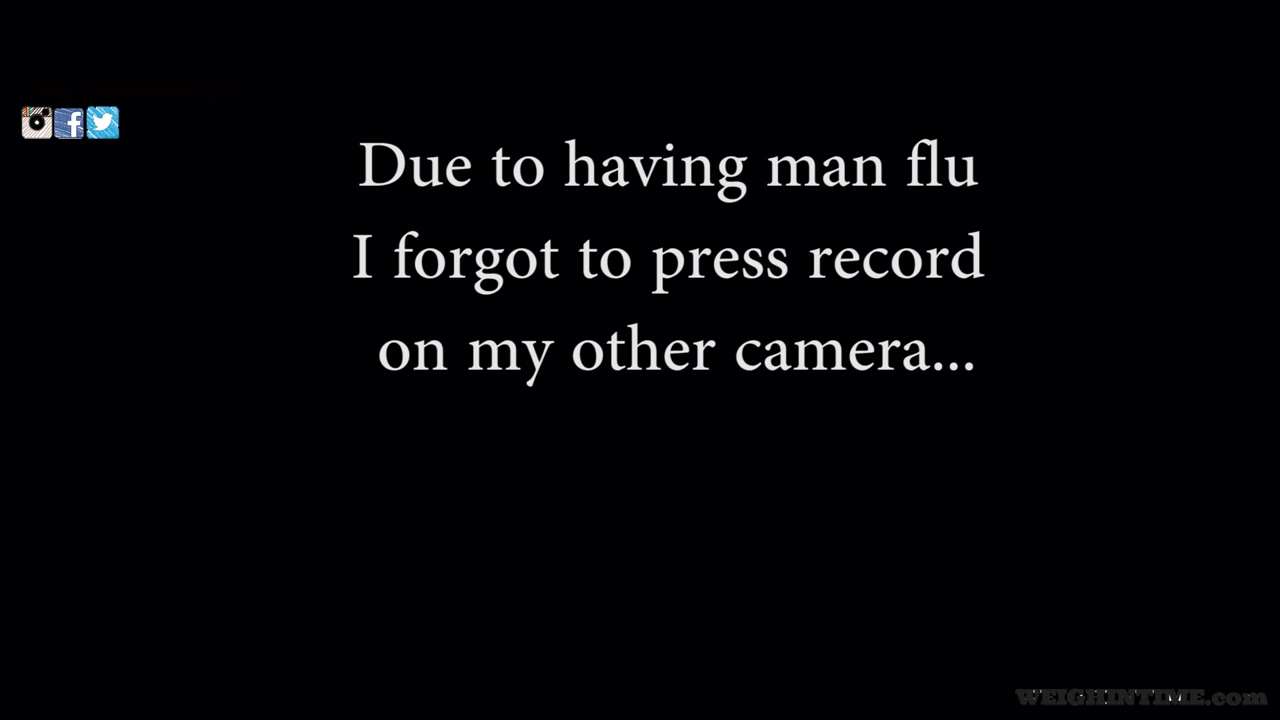 Due to having man flu
I forgot to press record
on my other camera...
WEIGHINTIME.com